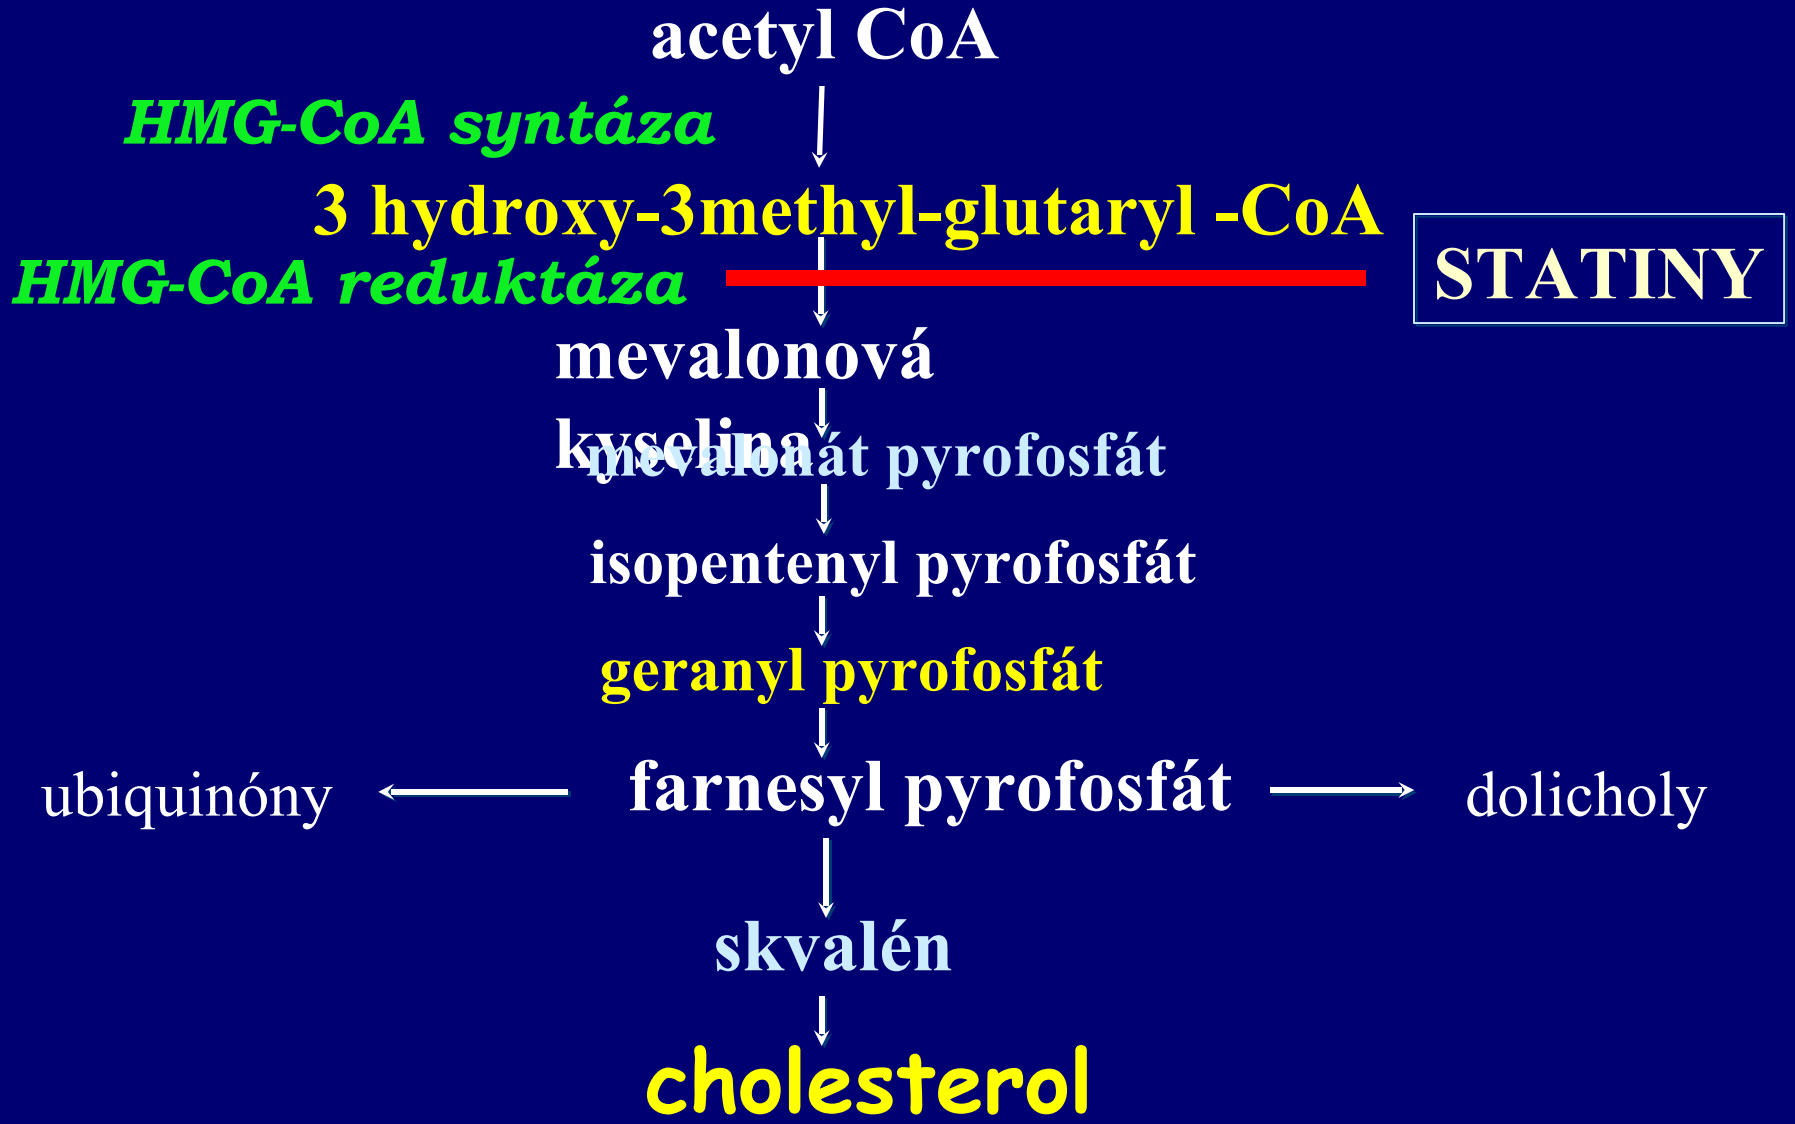 acetyl CoA
HMG-CoA syntáza
3 hydroxy-3methyl-glutaryl -CoA
HMG-CoA reduktáza
STATINY
mevalonová
kyselina
mevalonát pyrofosfát
isopentenyl pyrofosfát
geranyl pyrofosfát
ubiquinóny
farnesyl pyrofosfát
dolicholy
skvalén
cholesterol